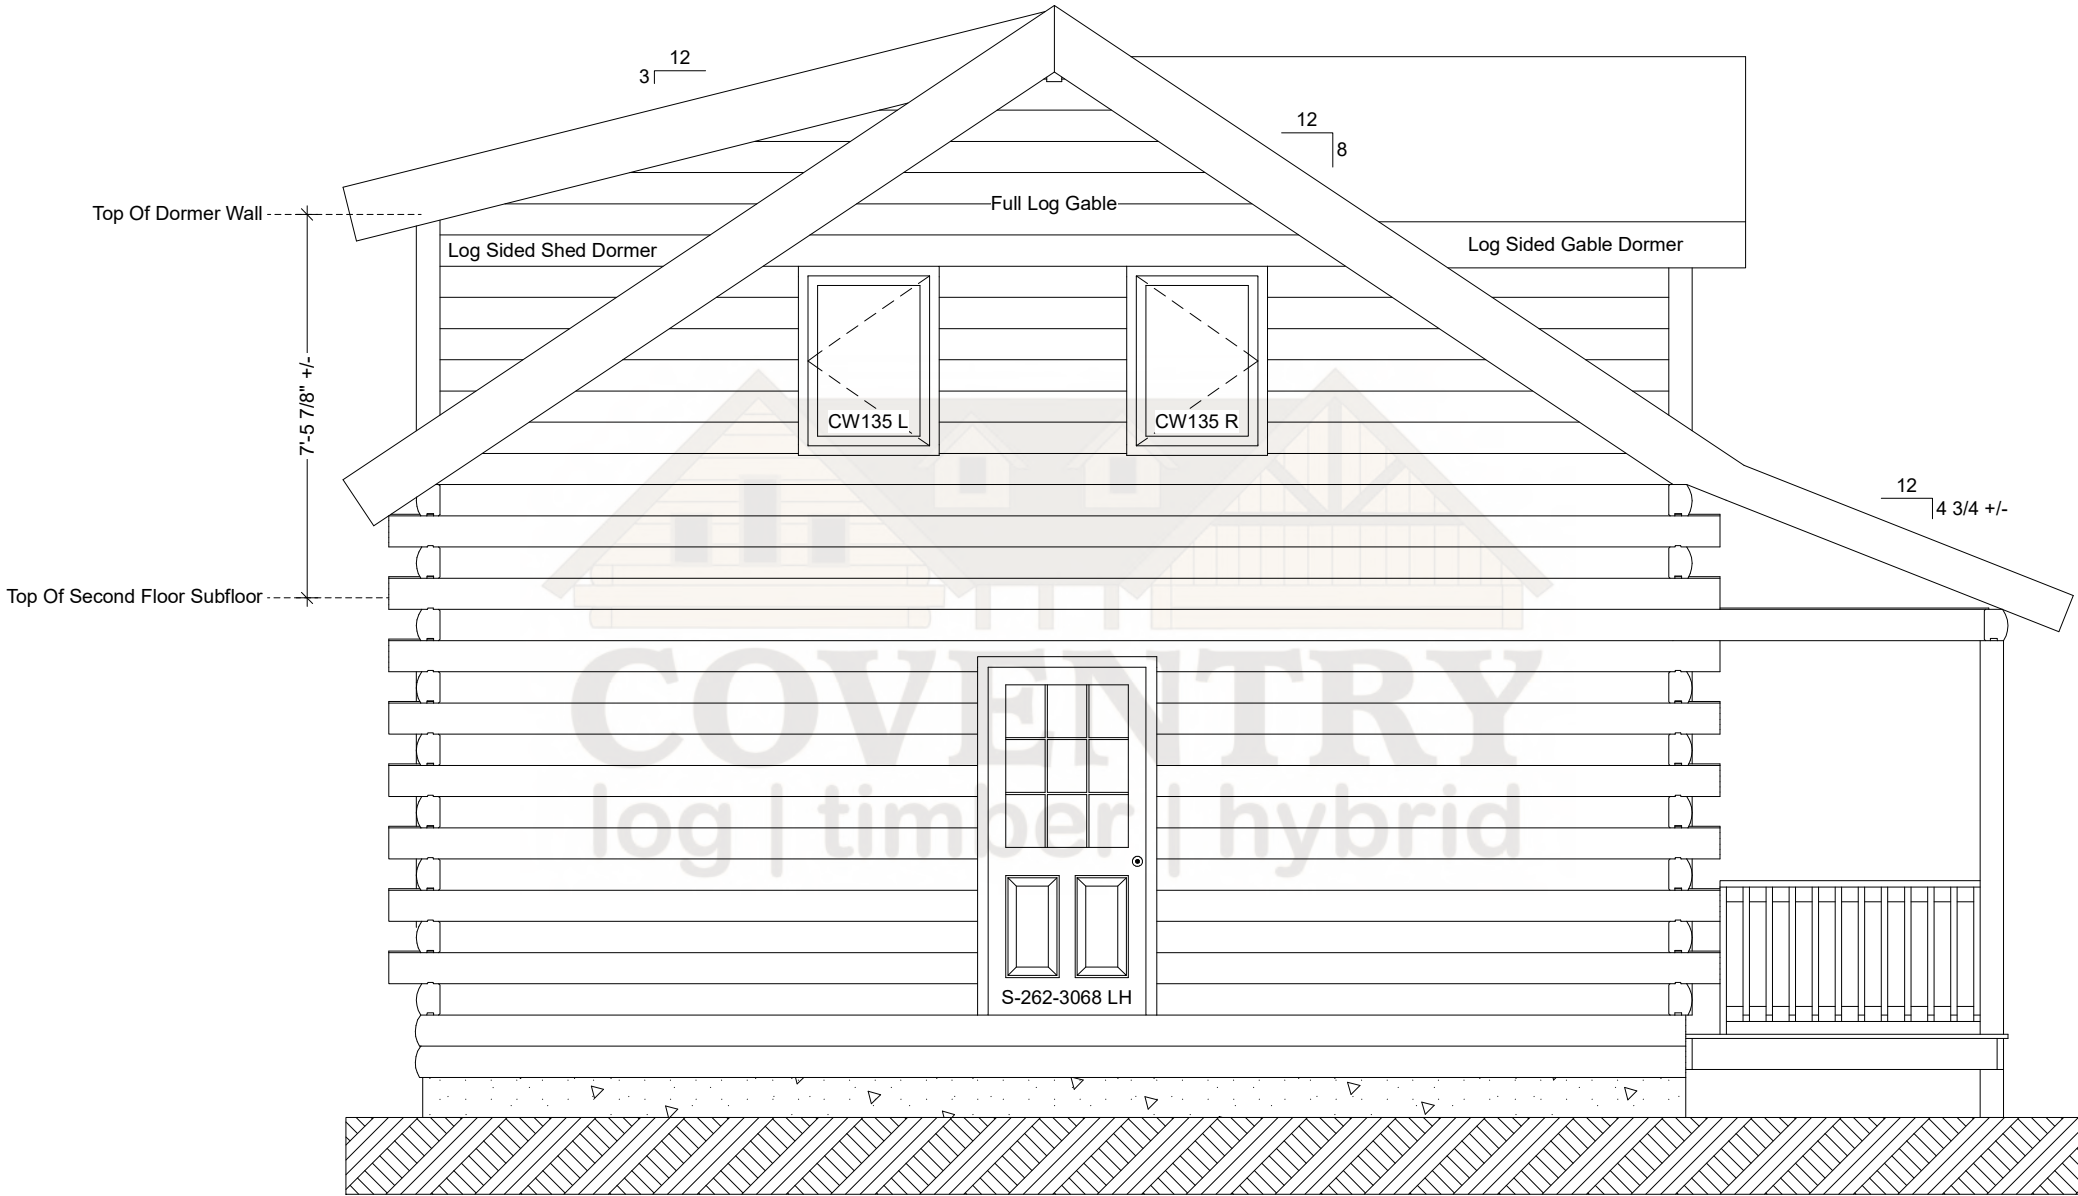 12
3
12
8
Top Of Dormer Wall
Full Log Gable
Log Sided Shed Dormer
Log Sided Gable Dormer
7'-5 7/8" +/-
CW135 L
CW135 R
12
4 3/4 +/-
Top Of Second Floor Subfloor
COVENTRY
log | timber | hybrid
S-262-3068 LH